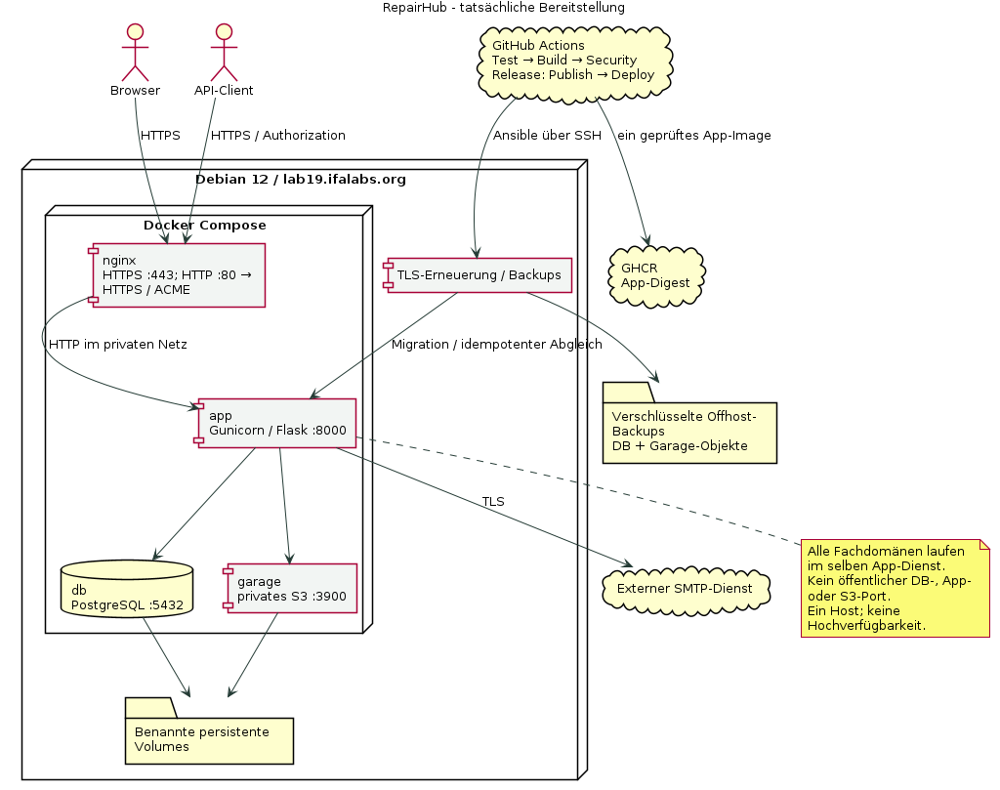 RepairHub - tatsächliche Bereitstellung
GitHub Actions
Test → Build → Security
Release: Publish → Deploy
Browser
API-Client
HTTPS
HTTPS / Authorization
Ansible über SSH
ein geprüftes App-Image
Debian 12 / lab19.ifalabs.org
Docker Compose
nginx
HTTPS :443; HTTP :80 →
HTTPS / ACME
TLS-Erneuerung / Backups
GHCR
App-Digest
HTTP im privaten Netz
Migration / idempotenter Abgleich
app
Gunicorn / Flask :8000
Verschlüsselte Offhost-
Backups
DB + Garage-Objekte
TLS
db
PostgreSQL :5432
garage
privates S3 :3900
Externer SMTP-Dienst
Alle Fachdomänen laufen
im selben App-Dienst.
Kein öffentlicher DB-, App-
oder S3-Port.
Ein Host; keine
Hochverfügbarkeit.
Benannte persistente
Volumes